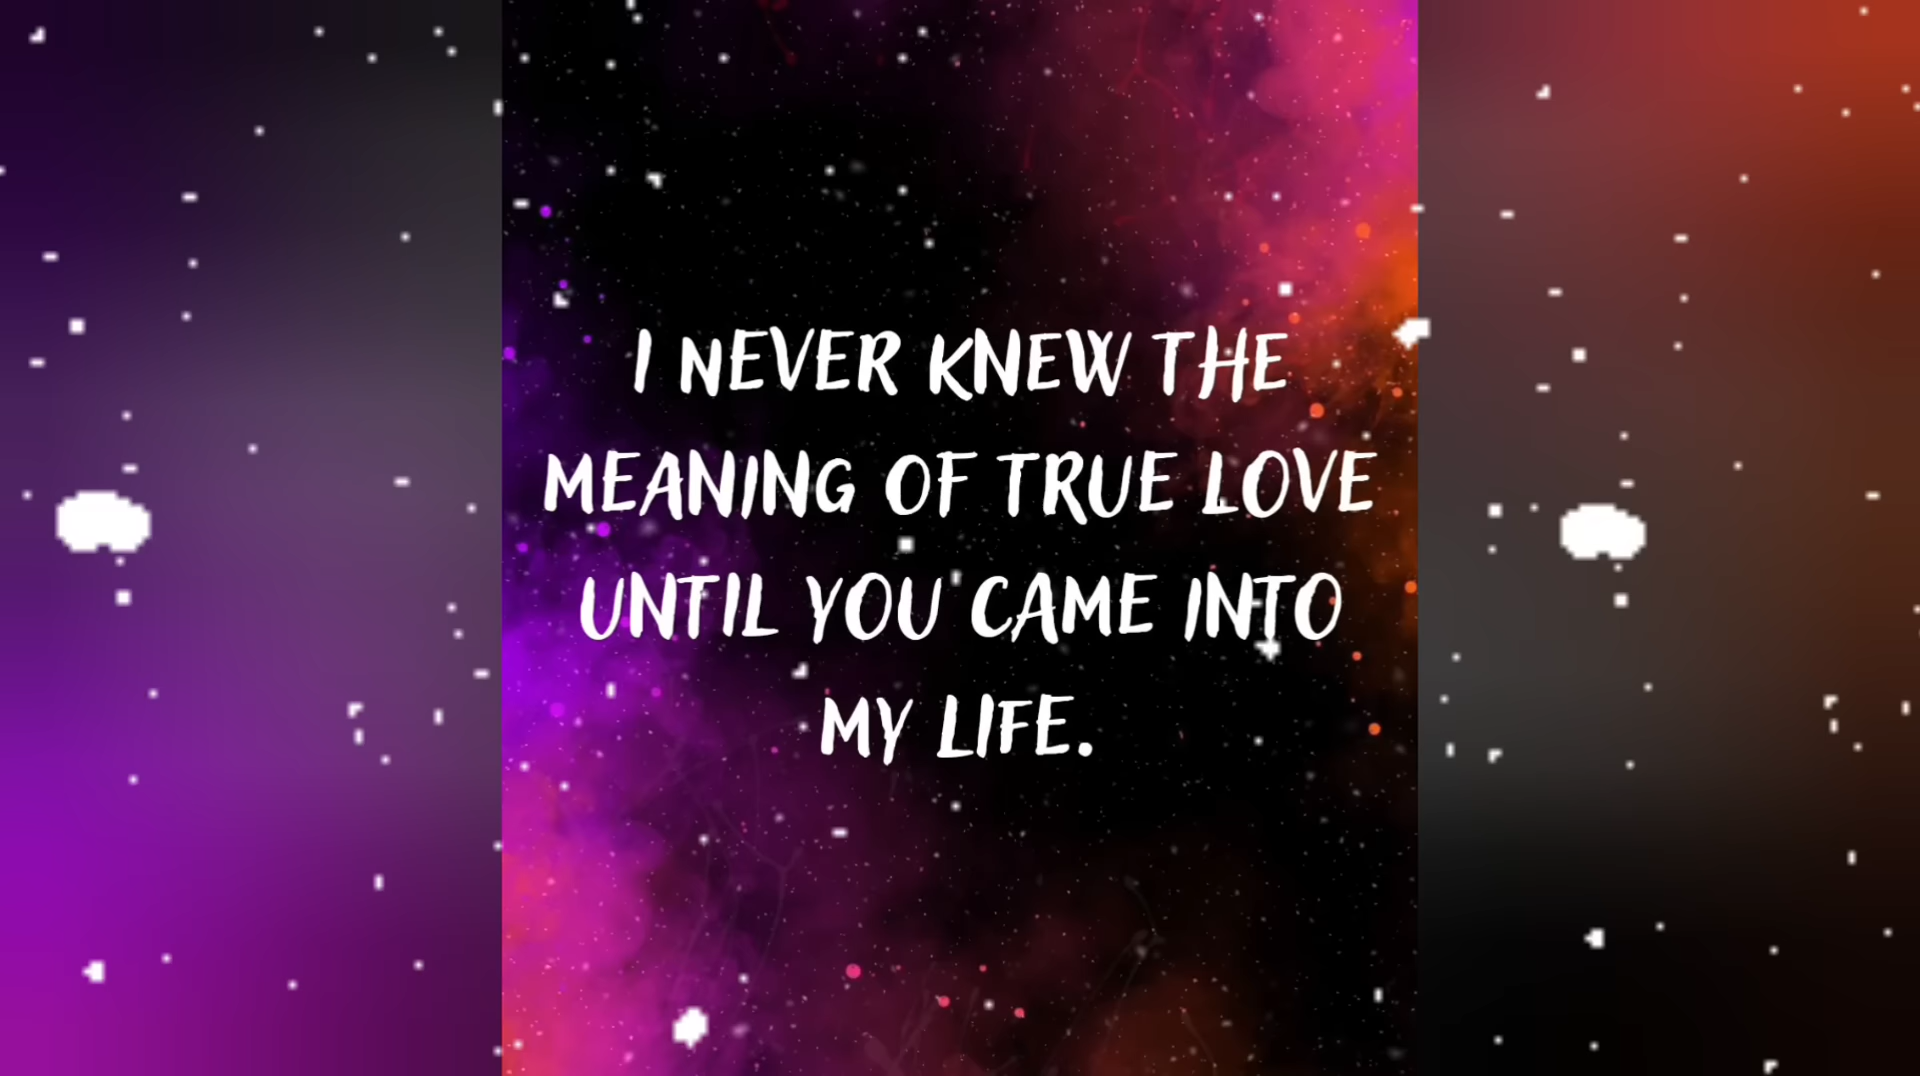 I NEVER KNEW THE
MEANING OF TRUE LOVE
UNTIL YOU CAME INTO
MY LIFE.